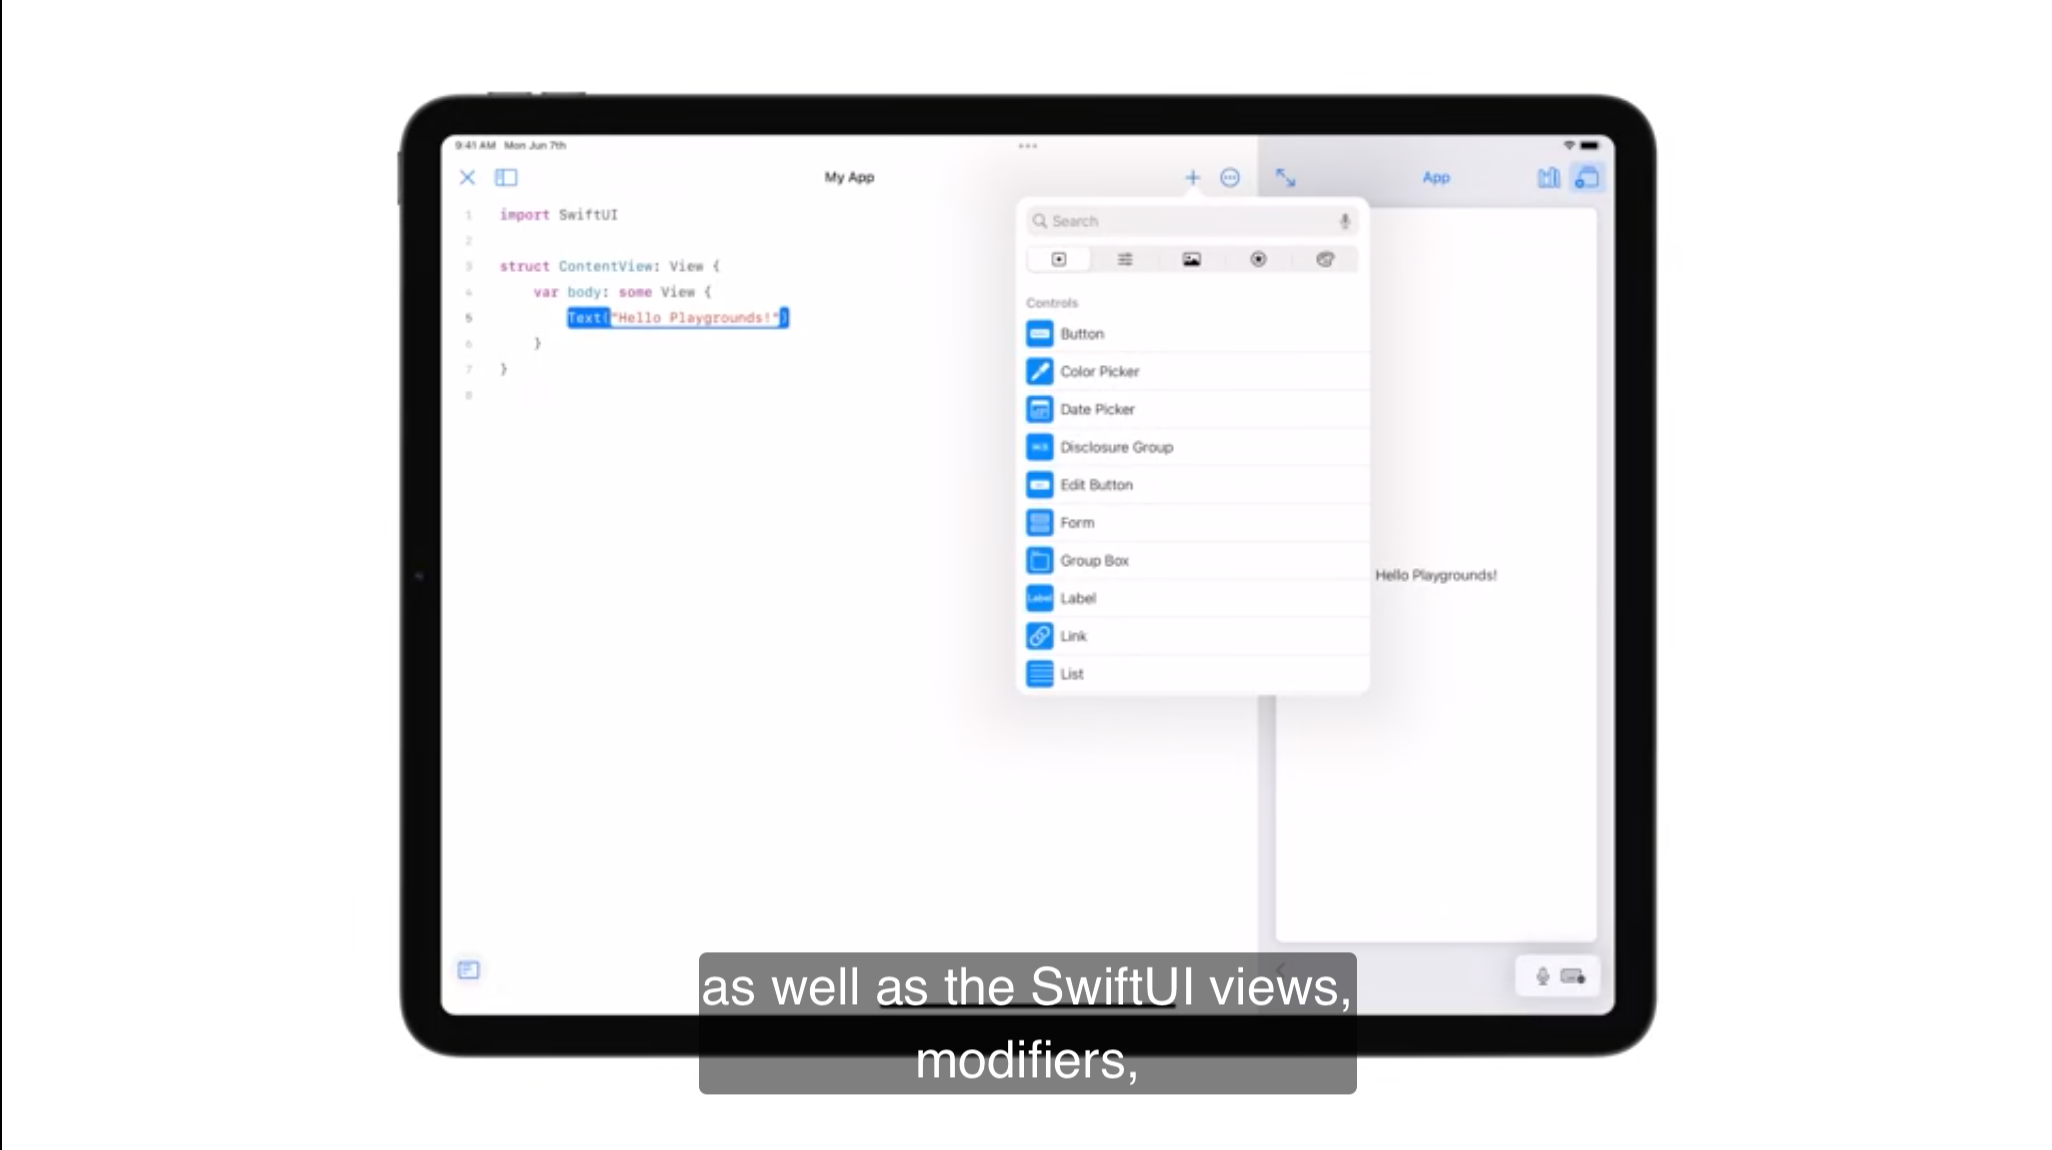 9:41 AM Mon Jun 7th
My App
App
1 import SwiftUI
2
3 struct ContentView: View {
4 var body: some View {
5 Text("Hello Playgrounds!")
6 }
7 }
8
Search
Controls
Button
Color Picker
Date Picker
Disclosure Group
Edit Button
Form
Group Box
Label Label
Link
List
Hello Playgrounds!
as well as the SwiftUI views,
modifiers,